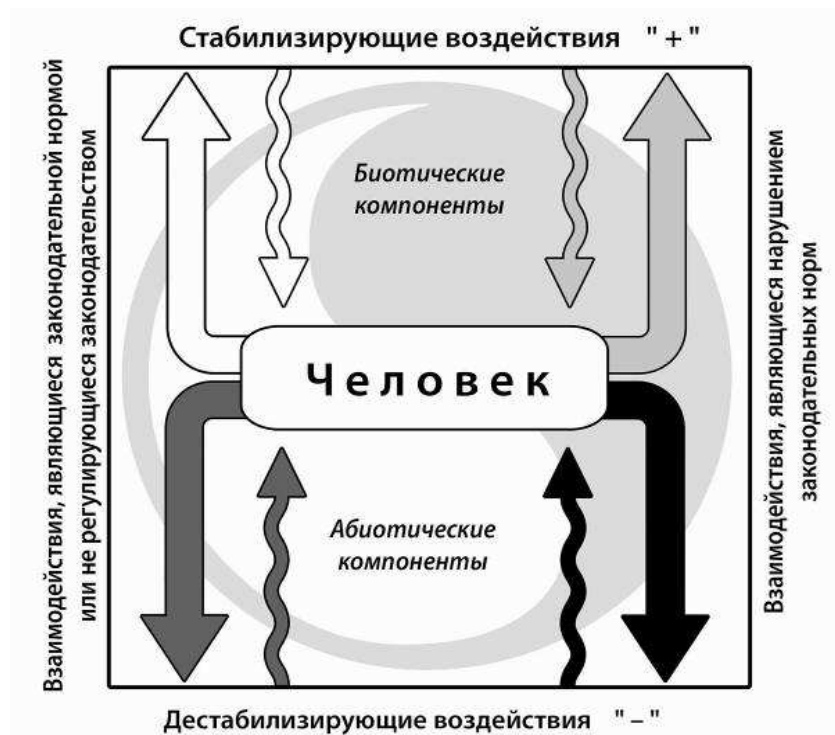 Стабилизирующие воздействия " + "
Взаимодействия, являющиеся законодательной нормой
или не регулирующиеся законодательством
Биотические
компоненты
Человек
Абиотические
компоненты
Взаимодействия, являющиеся нарушением
законодательных норм
Дестабилизирующие воздействия " – "